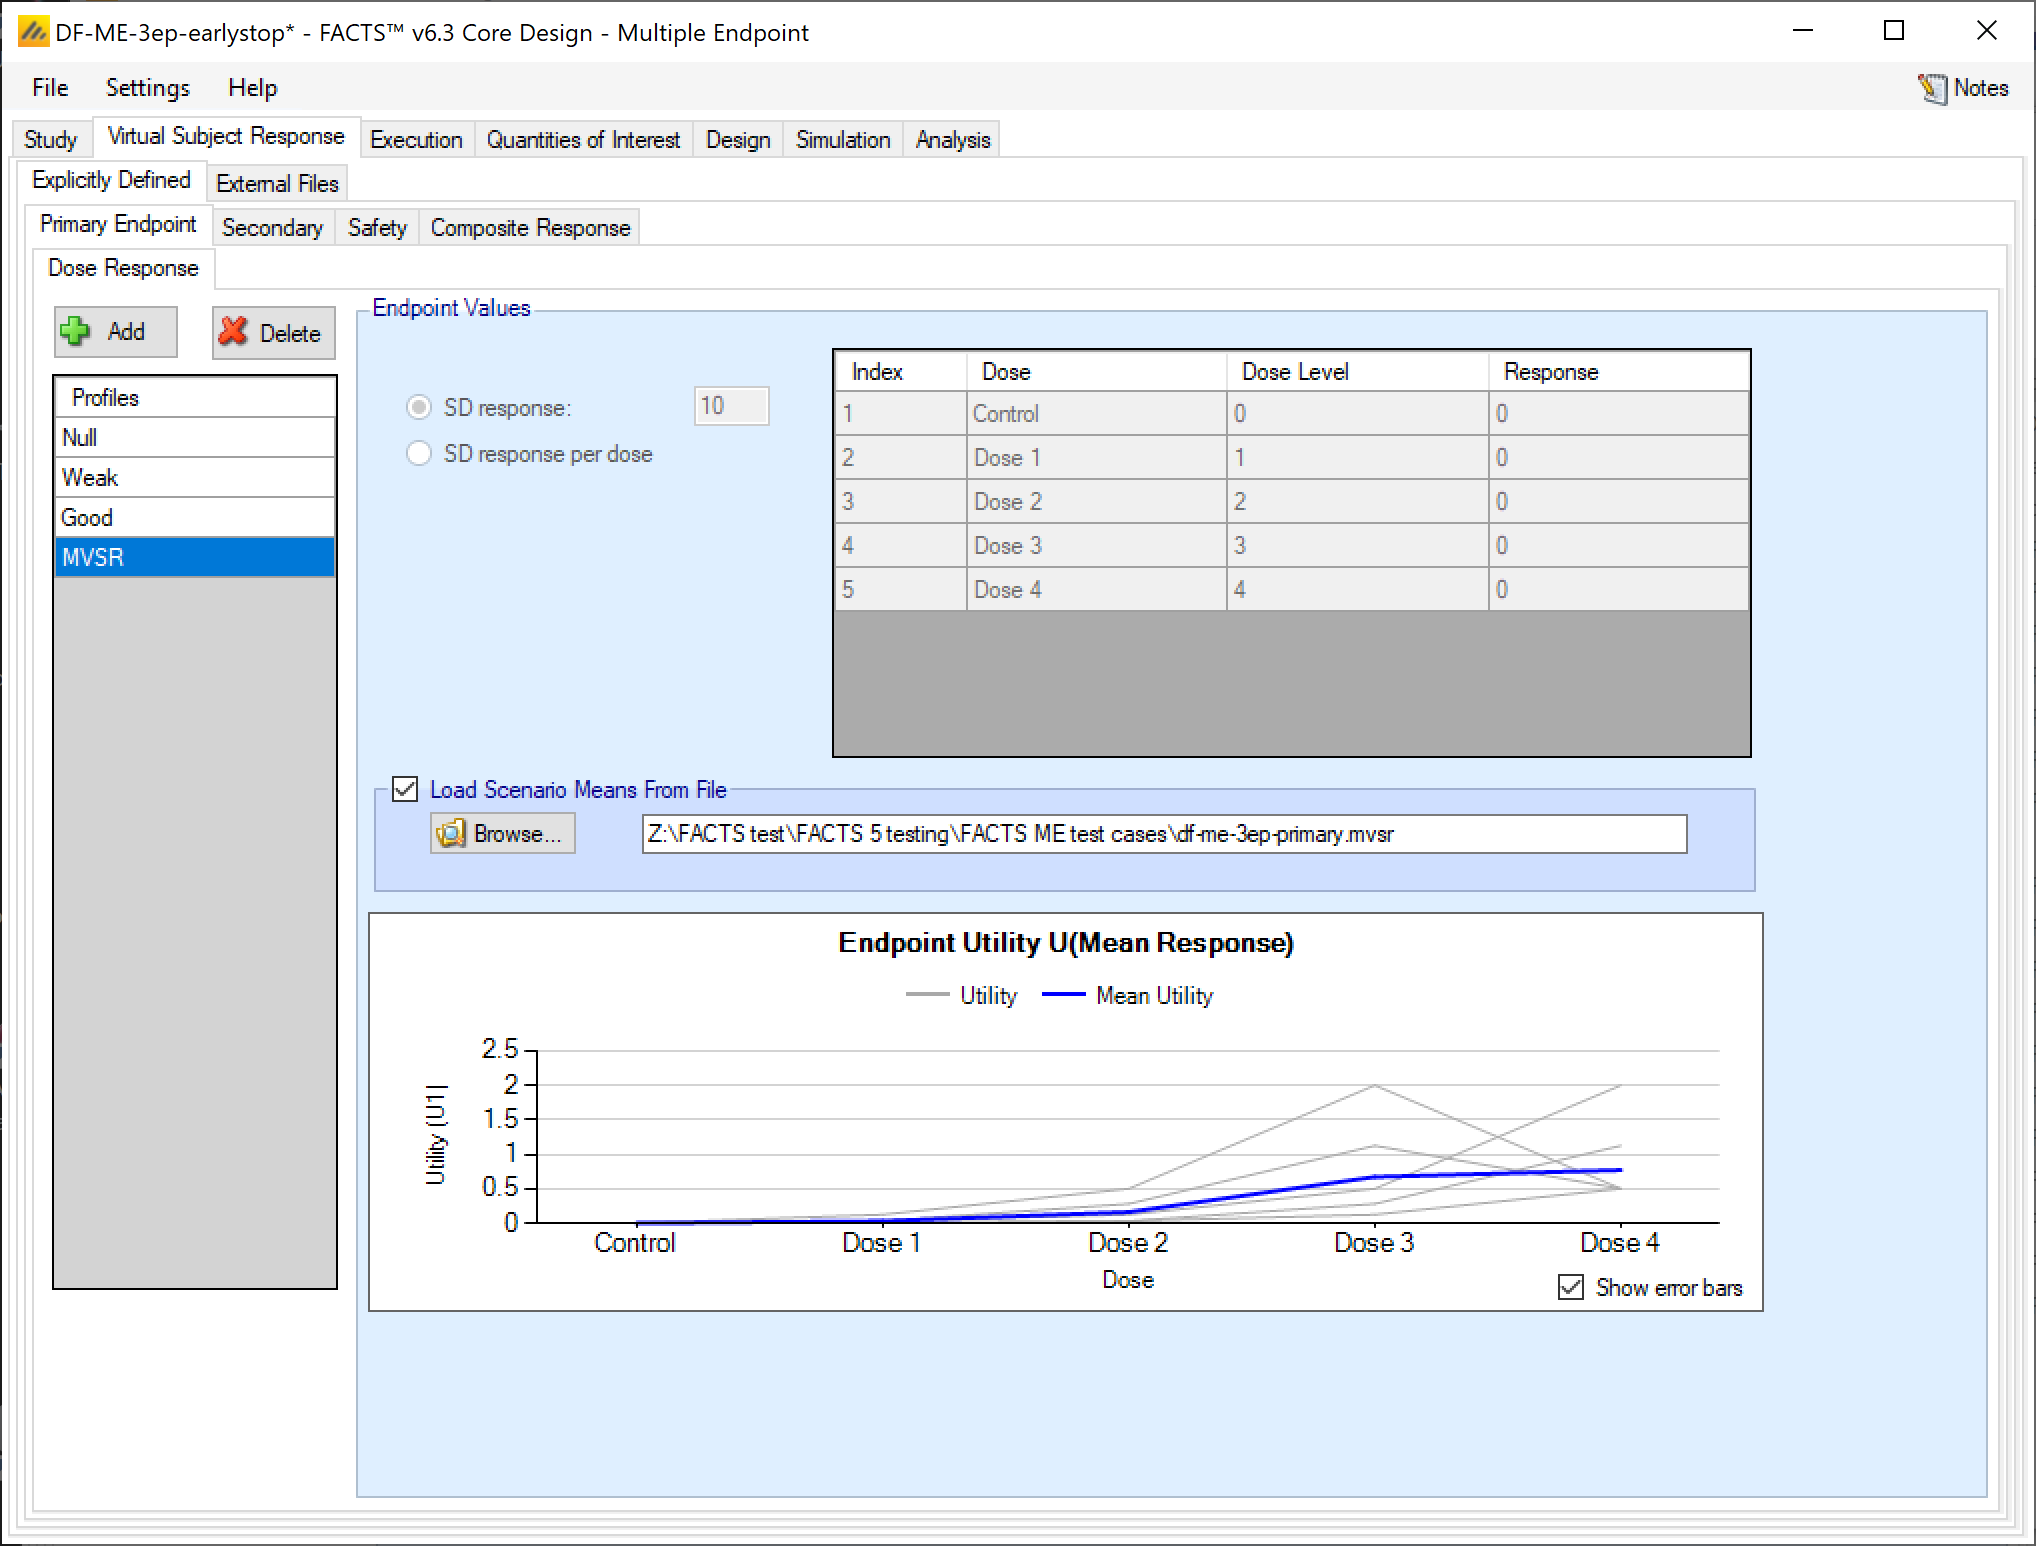 DF-ME-3ep-earlystop* - FACTS™ v6.3 Core Design - Multiple Endpoint
File Settings Help Notes
Study Virtual Subject Response Execution Quantities of Interest Design Simulation Analysis
Explicitly Defined External Files
Primary Endpoint Secondary Safety Composite Response
Dose Response
Add Delete
Profiles
Null
Weak
Good
MVSR
Endpoint Values
SD response: 10
SD response per dose
Index Dose Dose Level Response
1 Control 0 0
2 Dose 1 1 0
3 Dose 2 2 0
4 Dose 3 3 0
5 Dose 4 4 0
Load Scenario Means From File
Browse... Z:\FACTS test\FACTS 5 testing\FACTS ME test cases\df-me-3ep-primary.mvsr
Endpoint Utility U(Mean Response)
Utility Mean Utility
Utility (U1)
2.5
2
1.5
1
0.5
0
Control Dose 1 Dose 2 Dose 3 Dose 4
Dose
Show error bars